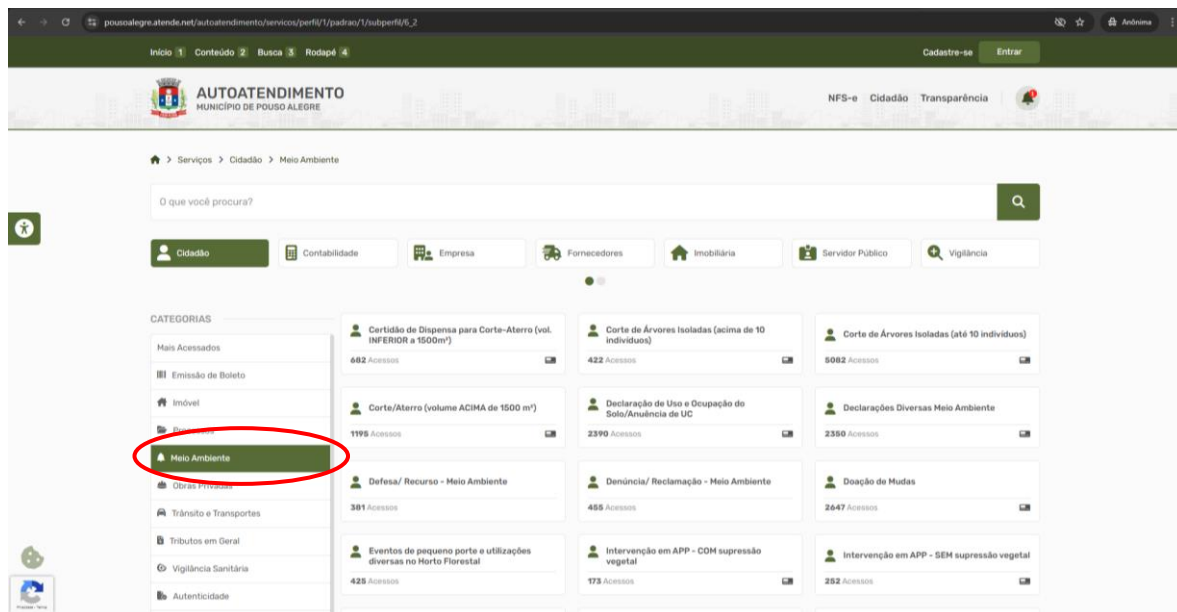 pousoalegre.atende.net/autoatendimento/servicos/perfil/1/padrao/1/subperfil/6_2
Anônima
Início 1 Conteúdo 2 Busca 3 Rodapé 4
Cadastre-se Entrar
AUTOATENDIMENTO
MUNICÍPIO DE POUSO ALEGRE
NFS-e Cidadão Transparência
Serviços > Cidadão > Meio Ambiente
O que você procura?
Cidadão
Contabilidade
Empresa
Fornecedores
Imobiliária
Servidor Público
Vigilância
CATEGORIAS
Mais Acessados
Emissão de Boleto
Imóvel
Meio Ambiente
Obras Privadas
Trânsito e Transportes
Tributos em Geral
Vigilância Sanitária
Autenticidade
Certidão de Dispensa para Corte-Aterro (vol.
INFERIOR a 1500m³)
682 Acessos
Corte de Árvores Isoladas (acima de 10
indivíduos)
422 Acessos
Corte de Árvores Isoladas (até 10 indivíduos)
5082 Acessos
Corte/Aterro (volume ACIMA de 1500 m³)
1195 Acessos
Declaração de Uso e Ocupação do
Solo/Anuência de UC
2390 Acessos
Declarações Diversas Meio Ambiente
2350 Acessos
Defesa/ Recurso - Meio Ambiente
381 Acessos
Denúncia/ Reclamação - Meio Ambiente
455 Acessos
Doação de Mudas
2647 Acessos
Eventos de pequeno porte e utilizações
diversas no Horto Florestal
425 Acessos
Intervenção em APP - COM supressão
vegetal
173 Acessos
Intervenção em APP - SEM supressão vegetal
252 Acessos